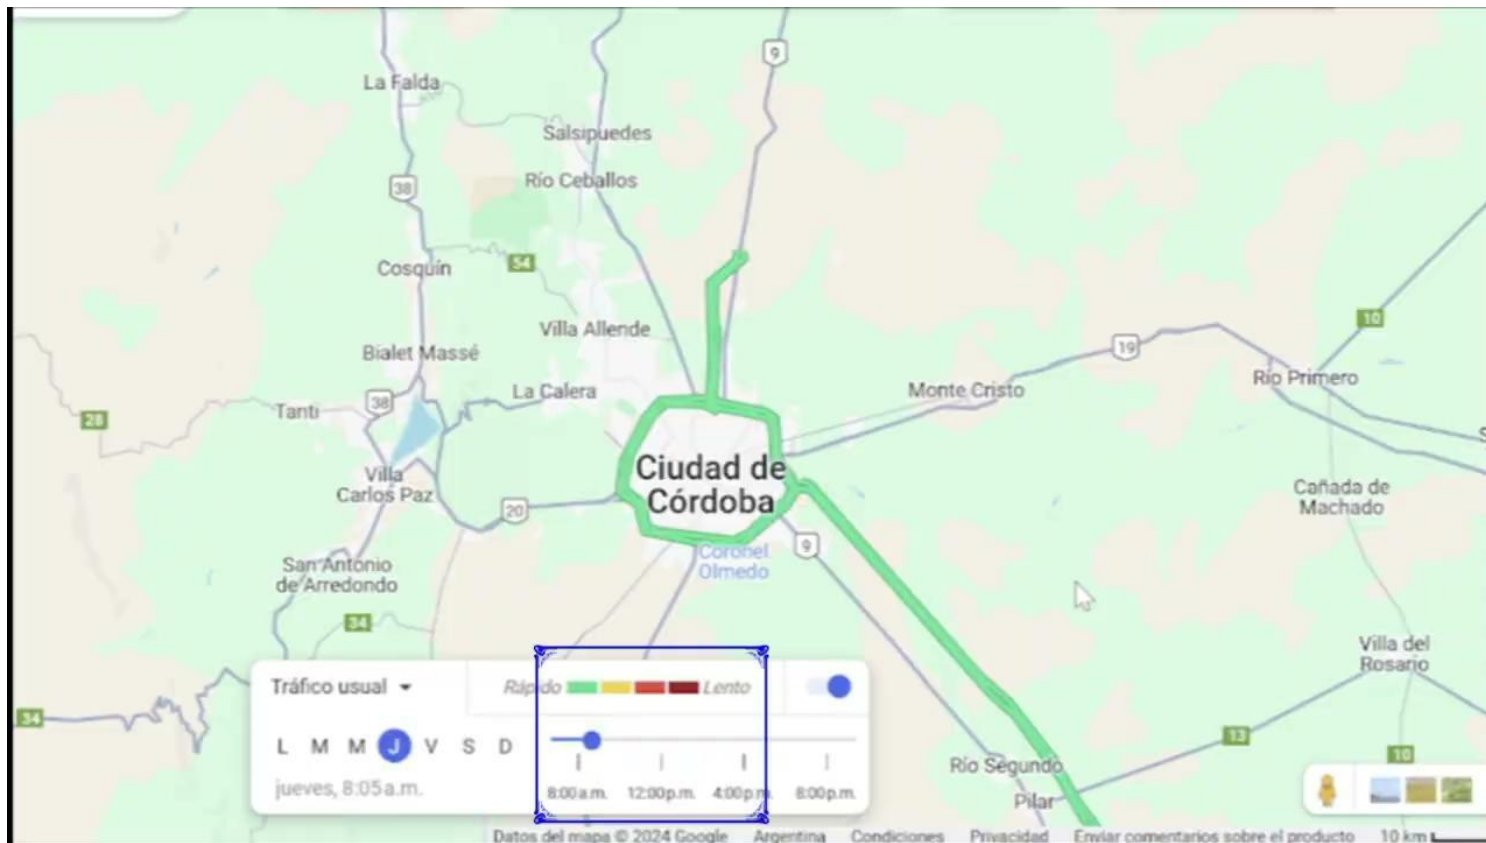 9
La Falda
Salsipuedes
38
Río Ceballos
Cosquín
54
10
Villa Allende
19
Bialet Massé
Río Primero
La Calera
Monte Cristo
38
Tanti
28
Ciudad de
Córdoba
Villa
Carlos Paz
Cañada de
Machado
20
9
Coronel
Olmedo
San Antonio
de Arredondo
34
Villa del
Rosario
Tráfico usual
Rápido
Lento
34
13
L M M J V S D
10
Río Segundo
jueves, 8:05 a.m.
8:00 a.m. 12:00 p.m. 4:00 p.m. 8:00 p.m.
Pilar
Datos del mapa © 2024 Google Argentina Condiciones Privacidad Enviar comentarios sobre el producto 10 km